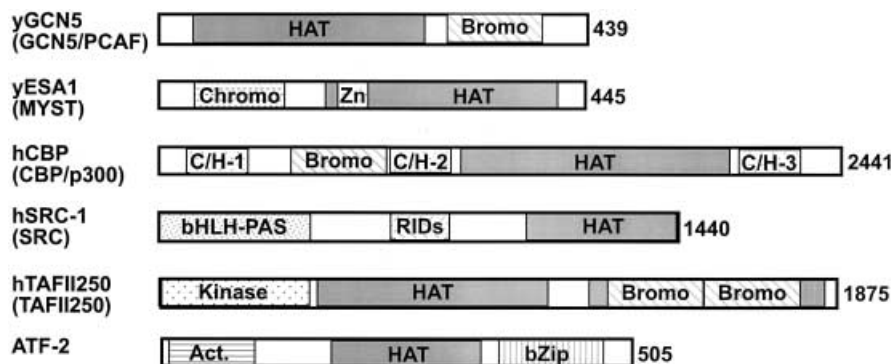 yGCN5
(GCN5/PCAF)
HAT
Bromo
439
yESA1
(MYST)
Chromo
Zn
HAT
445
hCBP
(CBP/p300)
C/H-1
Bromo
C/H-2
HAT
C/H-3
2441
hSRC-1
(SRC)
bHLH-PAS
RIDs
HAT
1440
hTAFII250
(TAFII250)
Kinase
HAT
Bromo
Bromo
1875
ATF-2
Act.
HAT
bZip
505